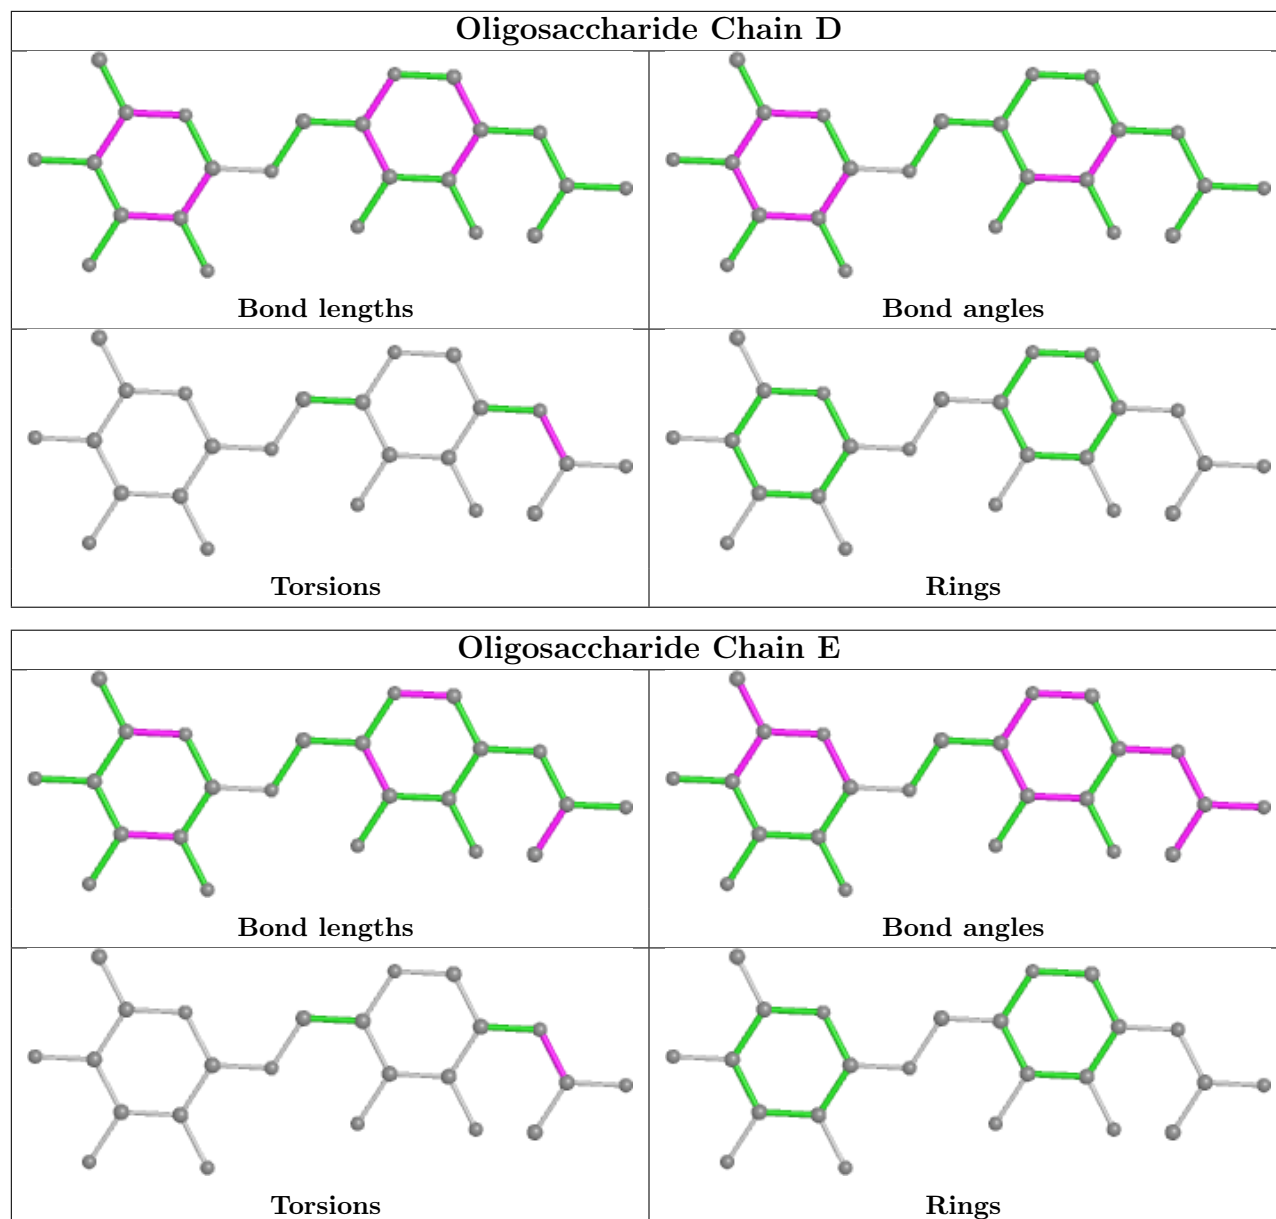 Oligosaccharide Chain D
Bond lengths
Bond angles
Torsions
Rings
Oligosaccharide Chain E
Bond lengths
Bond angles
Torsions
Rings